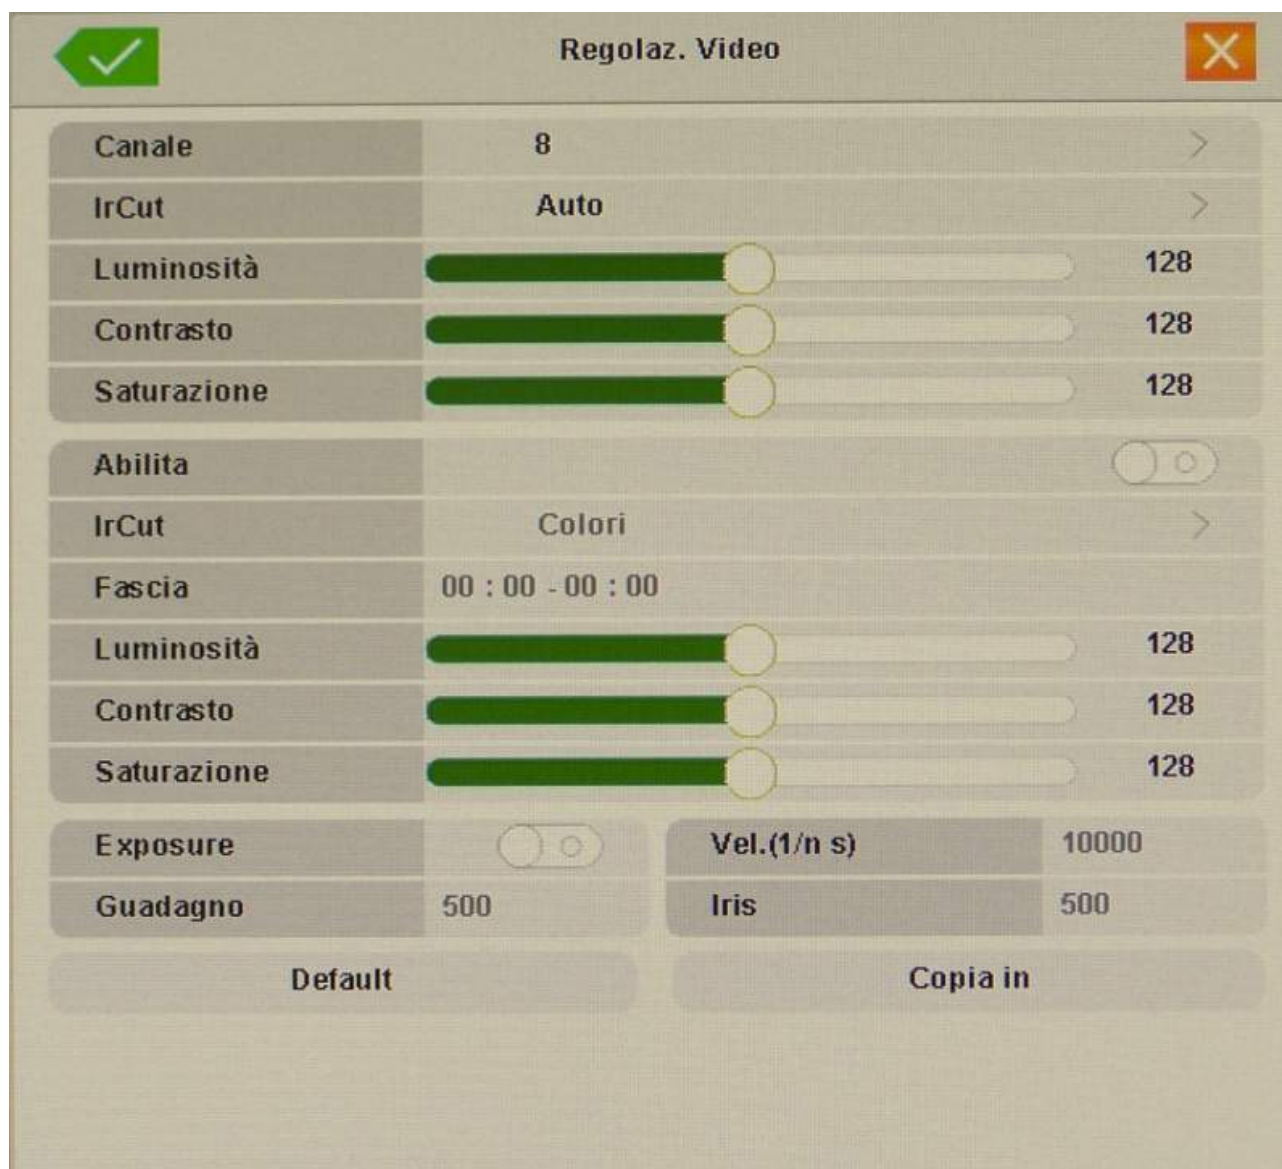 Regolaz. Video
Canale 8
IrCut Auto
Luminosità 128
Contrasto 128
Saturazione 128
Abilita
IrCut Colori
Fascia 00 : 00 - 00 : 00
Luminosità 128
Contrasto 128
Saturazione 128
Exposure Vel.(1/n s) 10000
Guadagno 500 Iris 500
Default Copia in